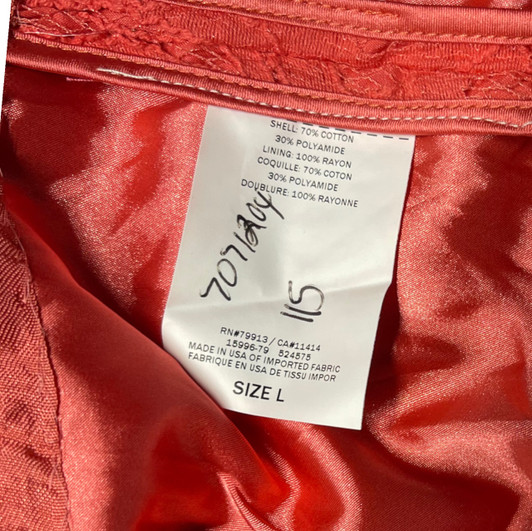 SHELL: 70% COTTON
30% POLYAMIDE
LINING: 100% RAYON
COQUILLE: 70% COTON
30% POLYAMIDE
DOUBLURE: 100% RAYONNE
115
RN#79913 / CA#11414
15996-79 524575
MADE IN USA OF IMPORTED FABRIC
FABRIQUE EN USA DE TISSU IMPOR
SIZE L